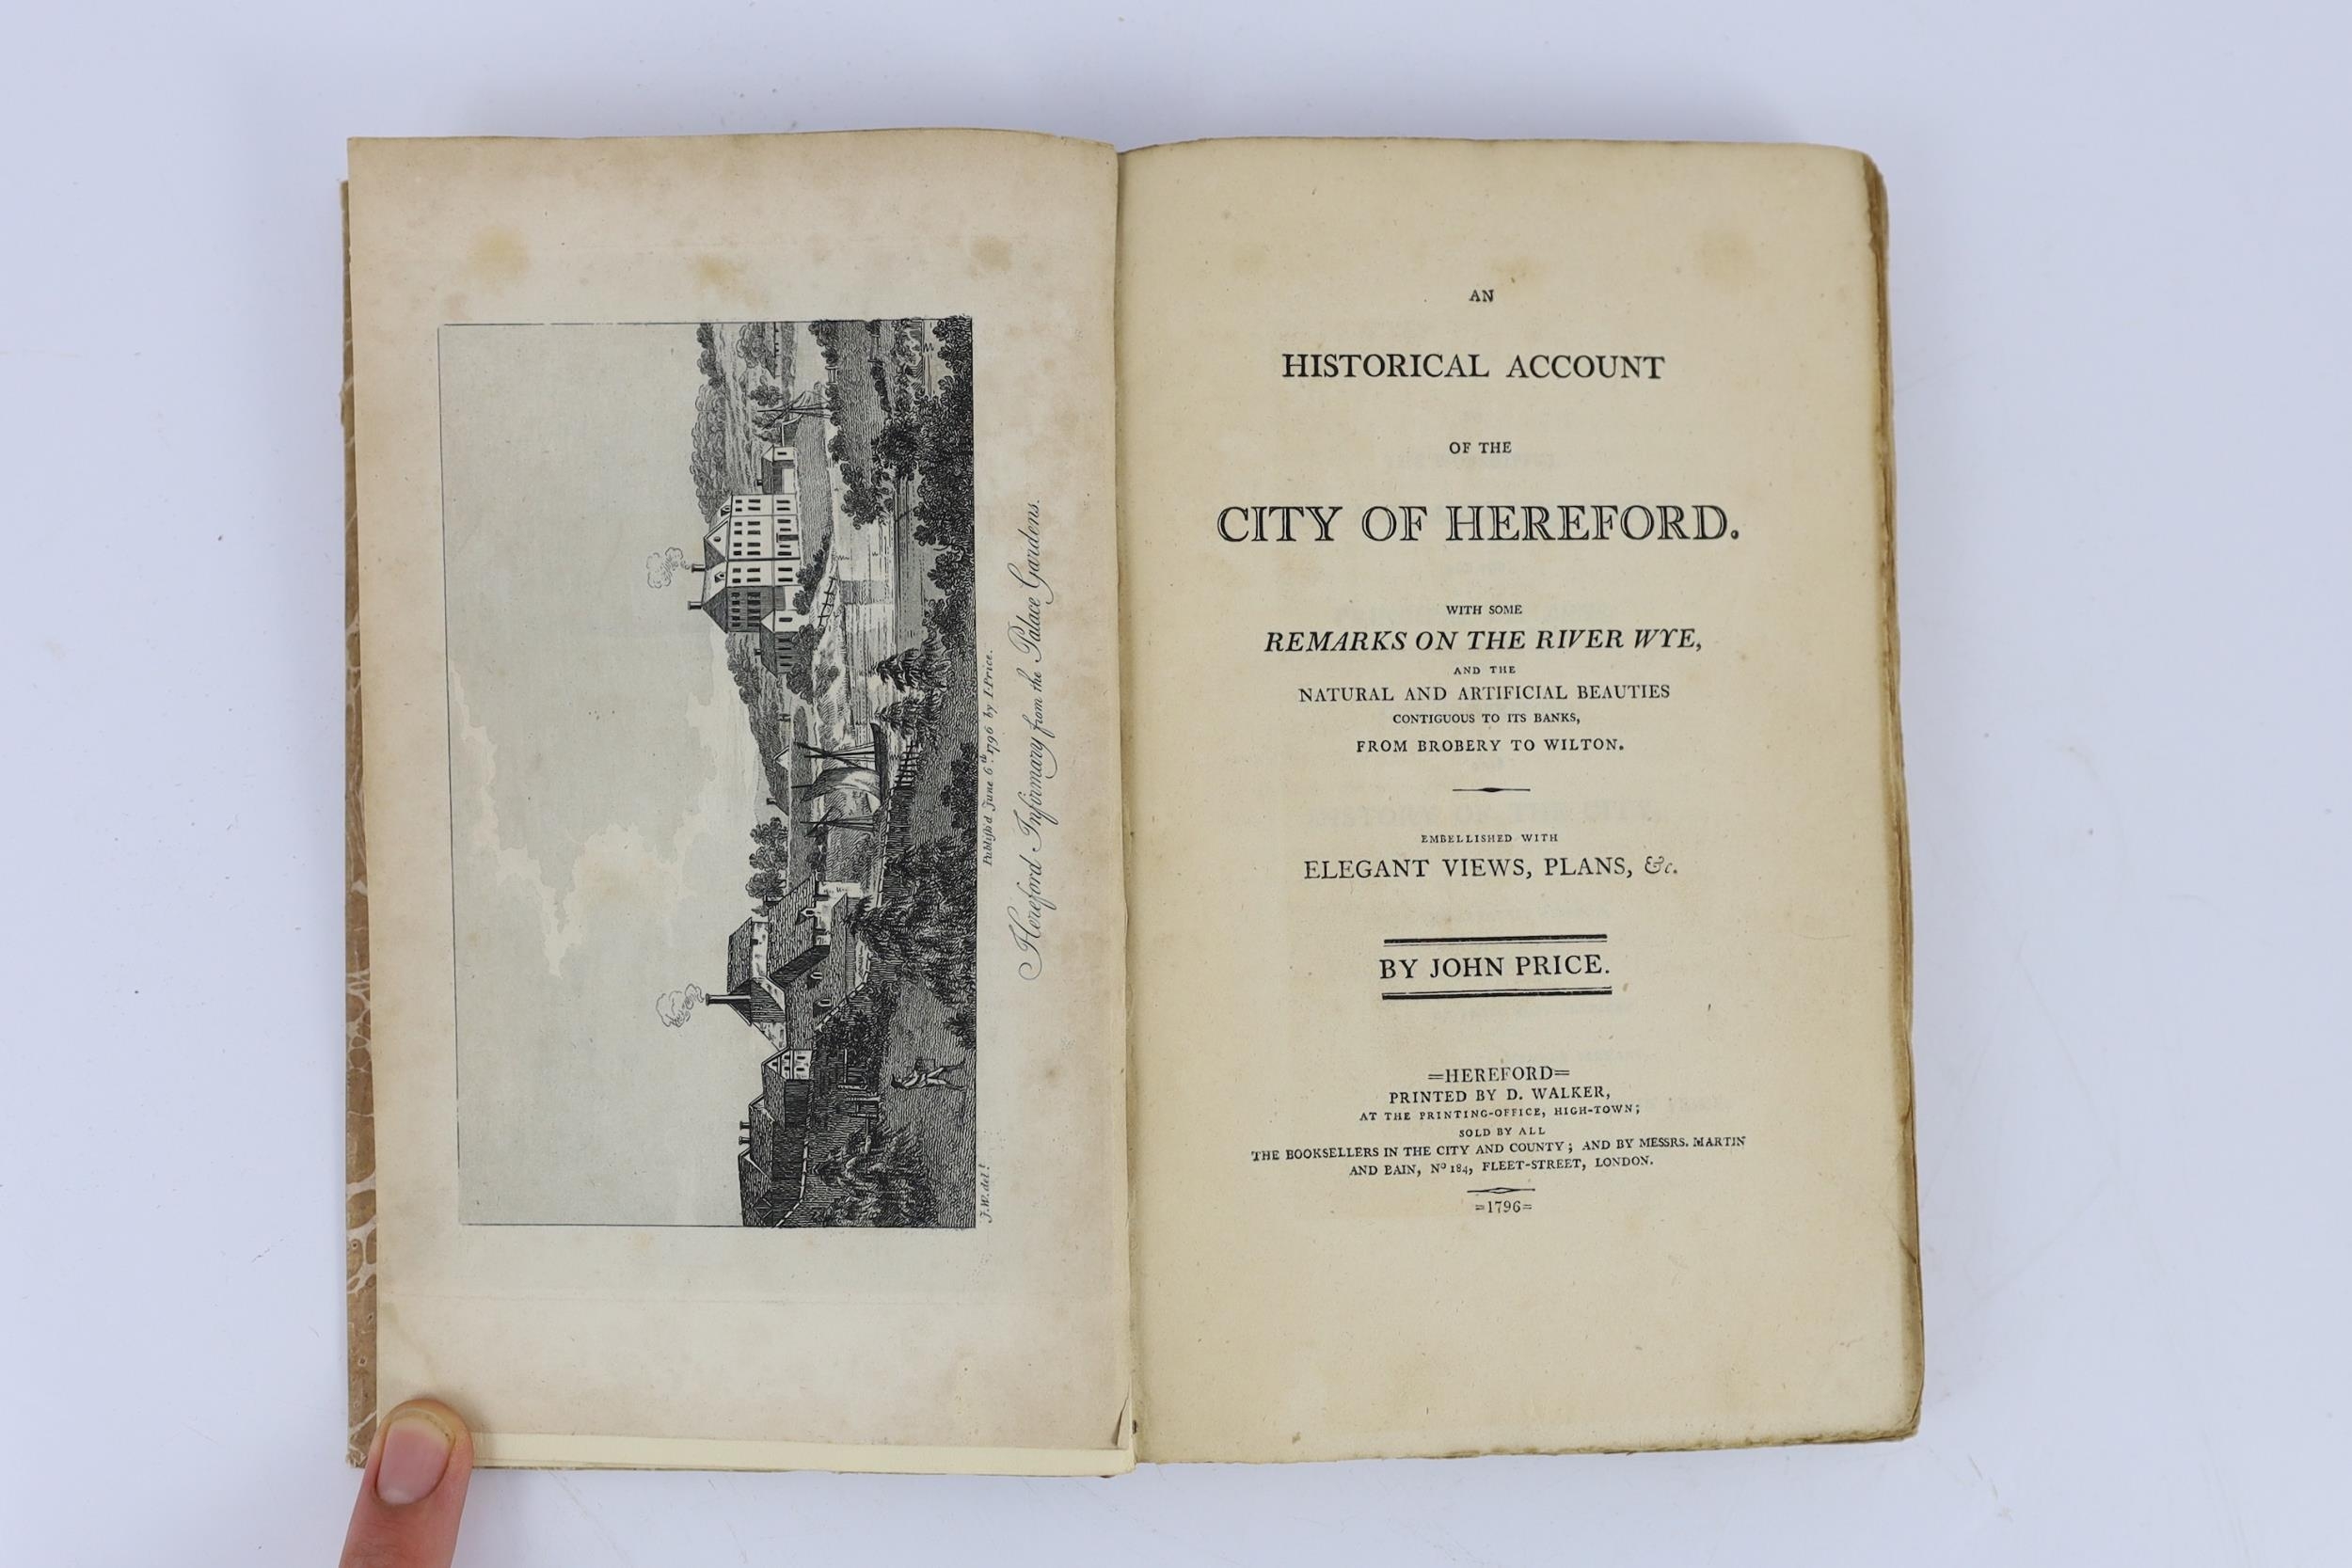 J.W. del.t
Publish'd June 6th. 1796 by I. Price.
Hereford Infirmary from the Palace Gardens.
AN
HISTORICAL ACCOUNT
OF THE
CITY OF HEREFORD.
WITH SOME
REMARKS ON THE RIVER WYE,
AND THE
NATURAL AND ARTIFICIAL BEAUTIES
CONTIGUOUS TO ITS BANKS,
FROM BROBERY TO WILTON.
EMBELLISHED WITH
ELEGANT VIEWS, PLANS, &c.
BY JOHN PRICE.
=HEREFORD=
PRINTED BY D. WALKER,
AT THE PRINTING-OFFICE, HIGH-TOWN;
SOLD BY ALL
THE BOOKSELLERS IN THE CITY AND COUNTY; AND BY MESSRS. MARTIN
AND BAIN, No 184, FLEET-STREET, LONDON.
=1796=